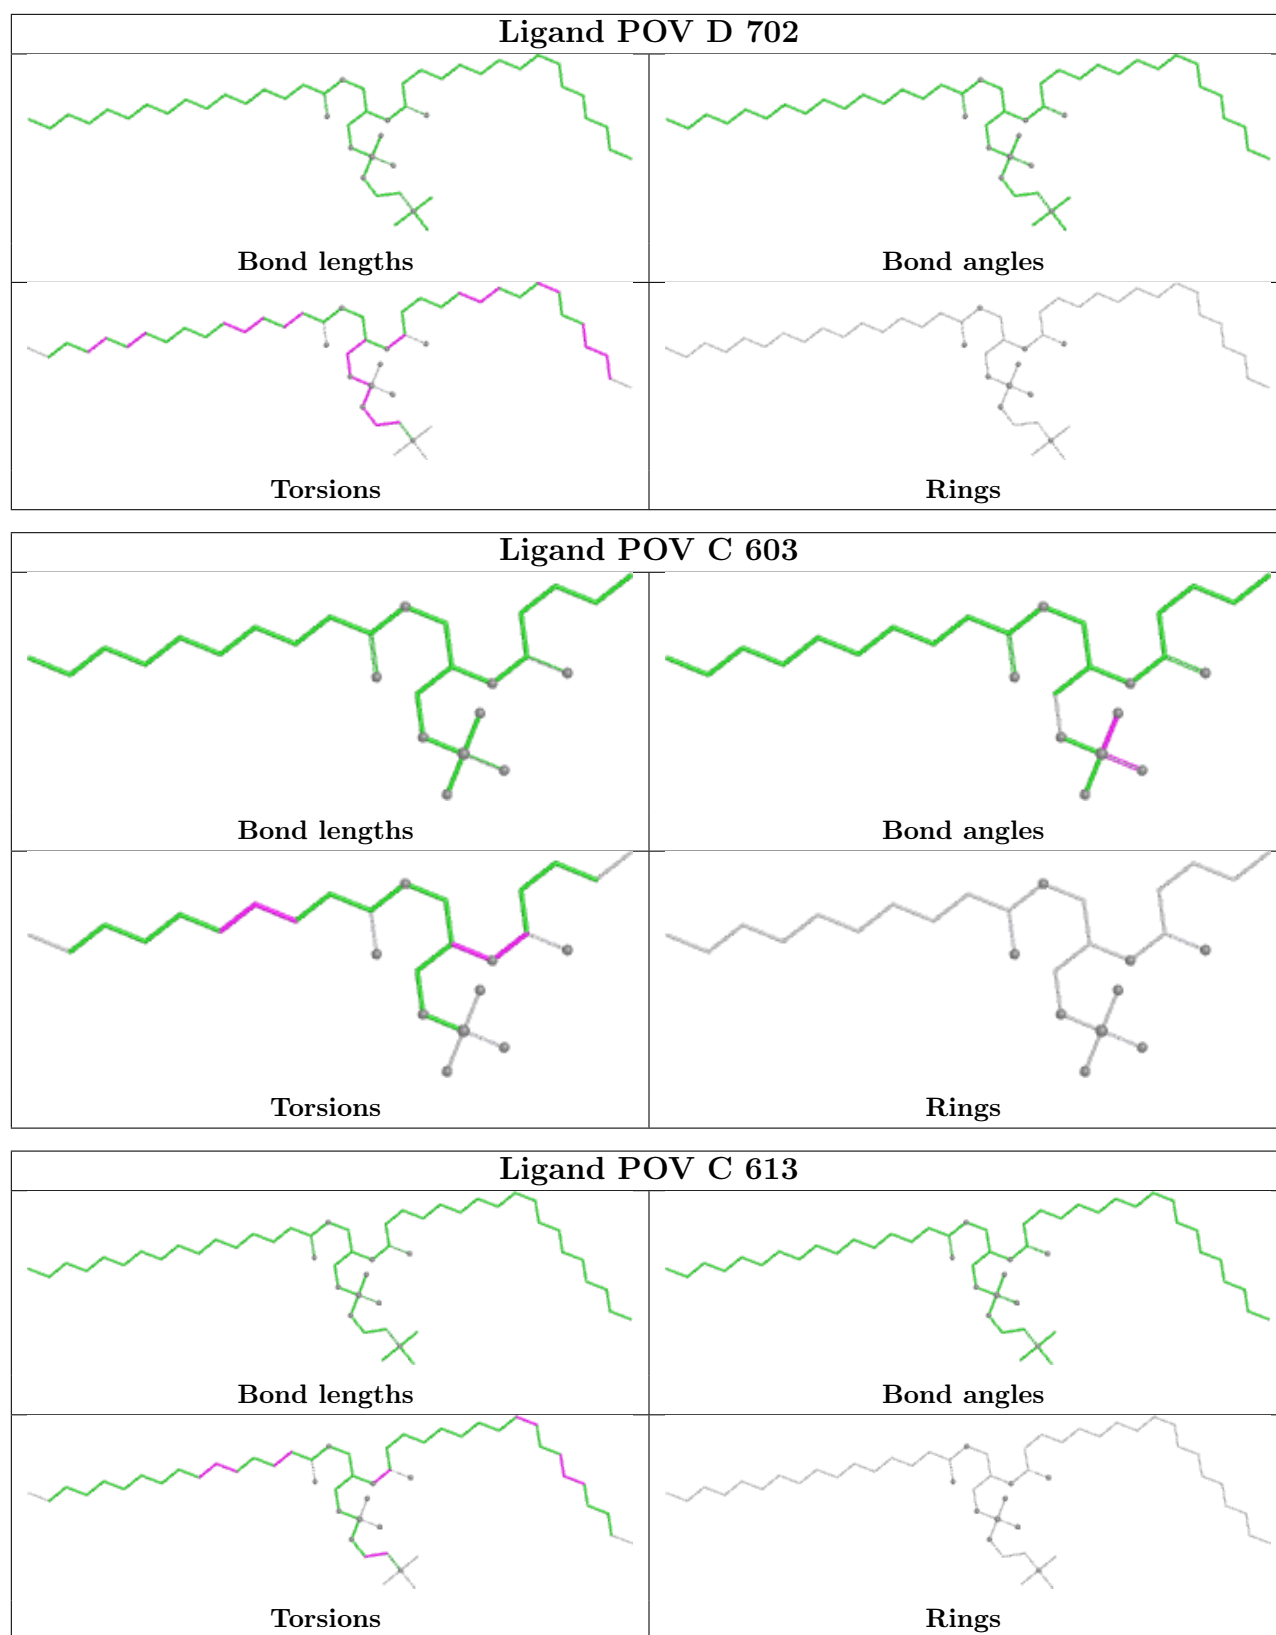 Ligand POV D 702
Bond lengths
Bond angles
Torsions
Rings
Ligand POV C 603
Bond lengths
Bond angles
Torsions
Rings
Ligand POV C 613
Bond lengths
Bond angles
Torsions
Rings